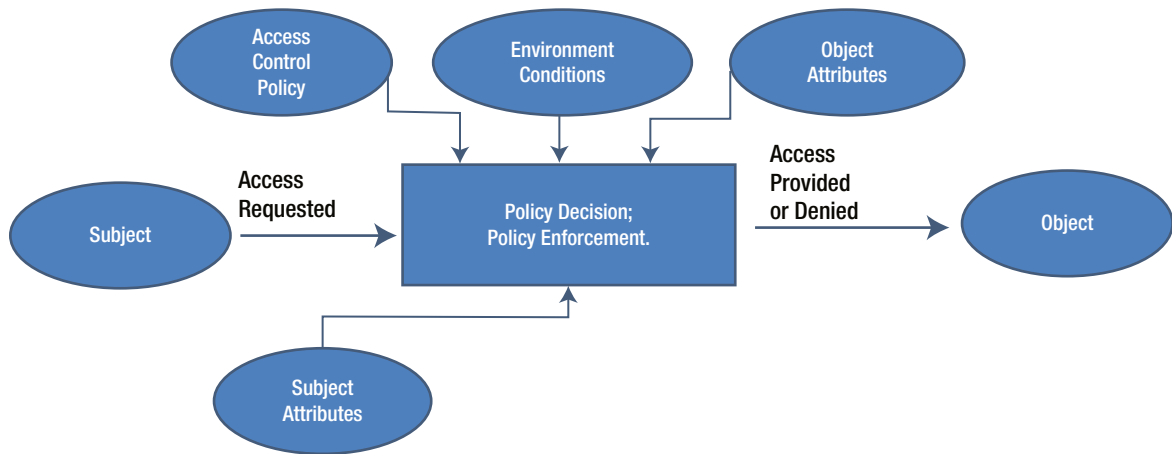 Access
Control
Policy
Environment
Conditions
Object
Attributes
Access
Requested
Access
Provided
or Denied
Subject
Policy Decision;
Policy Enforcement.
Object
Subject
Attributes